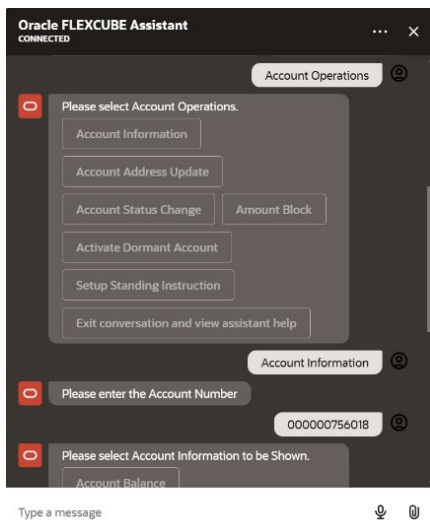 Oracle FLEXCUBE Assistant
CONNECTED
Account Operations
Please select Account Operations.
Account Information
Account Address Update
Account Status Change Amount Block
Activate Dormant Account
Setup Standing Instruction
Exit conversation and view assistant help
Account Information
Please enter the Account Number
000000756018
Please select Account Information to be Shown.
Account Balance
Type a message